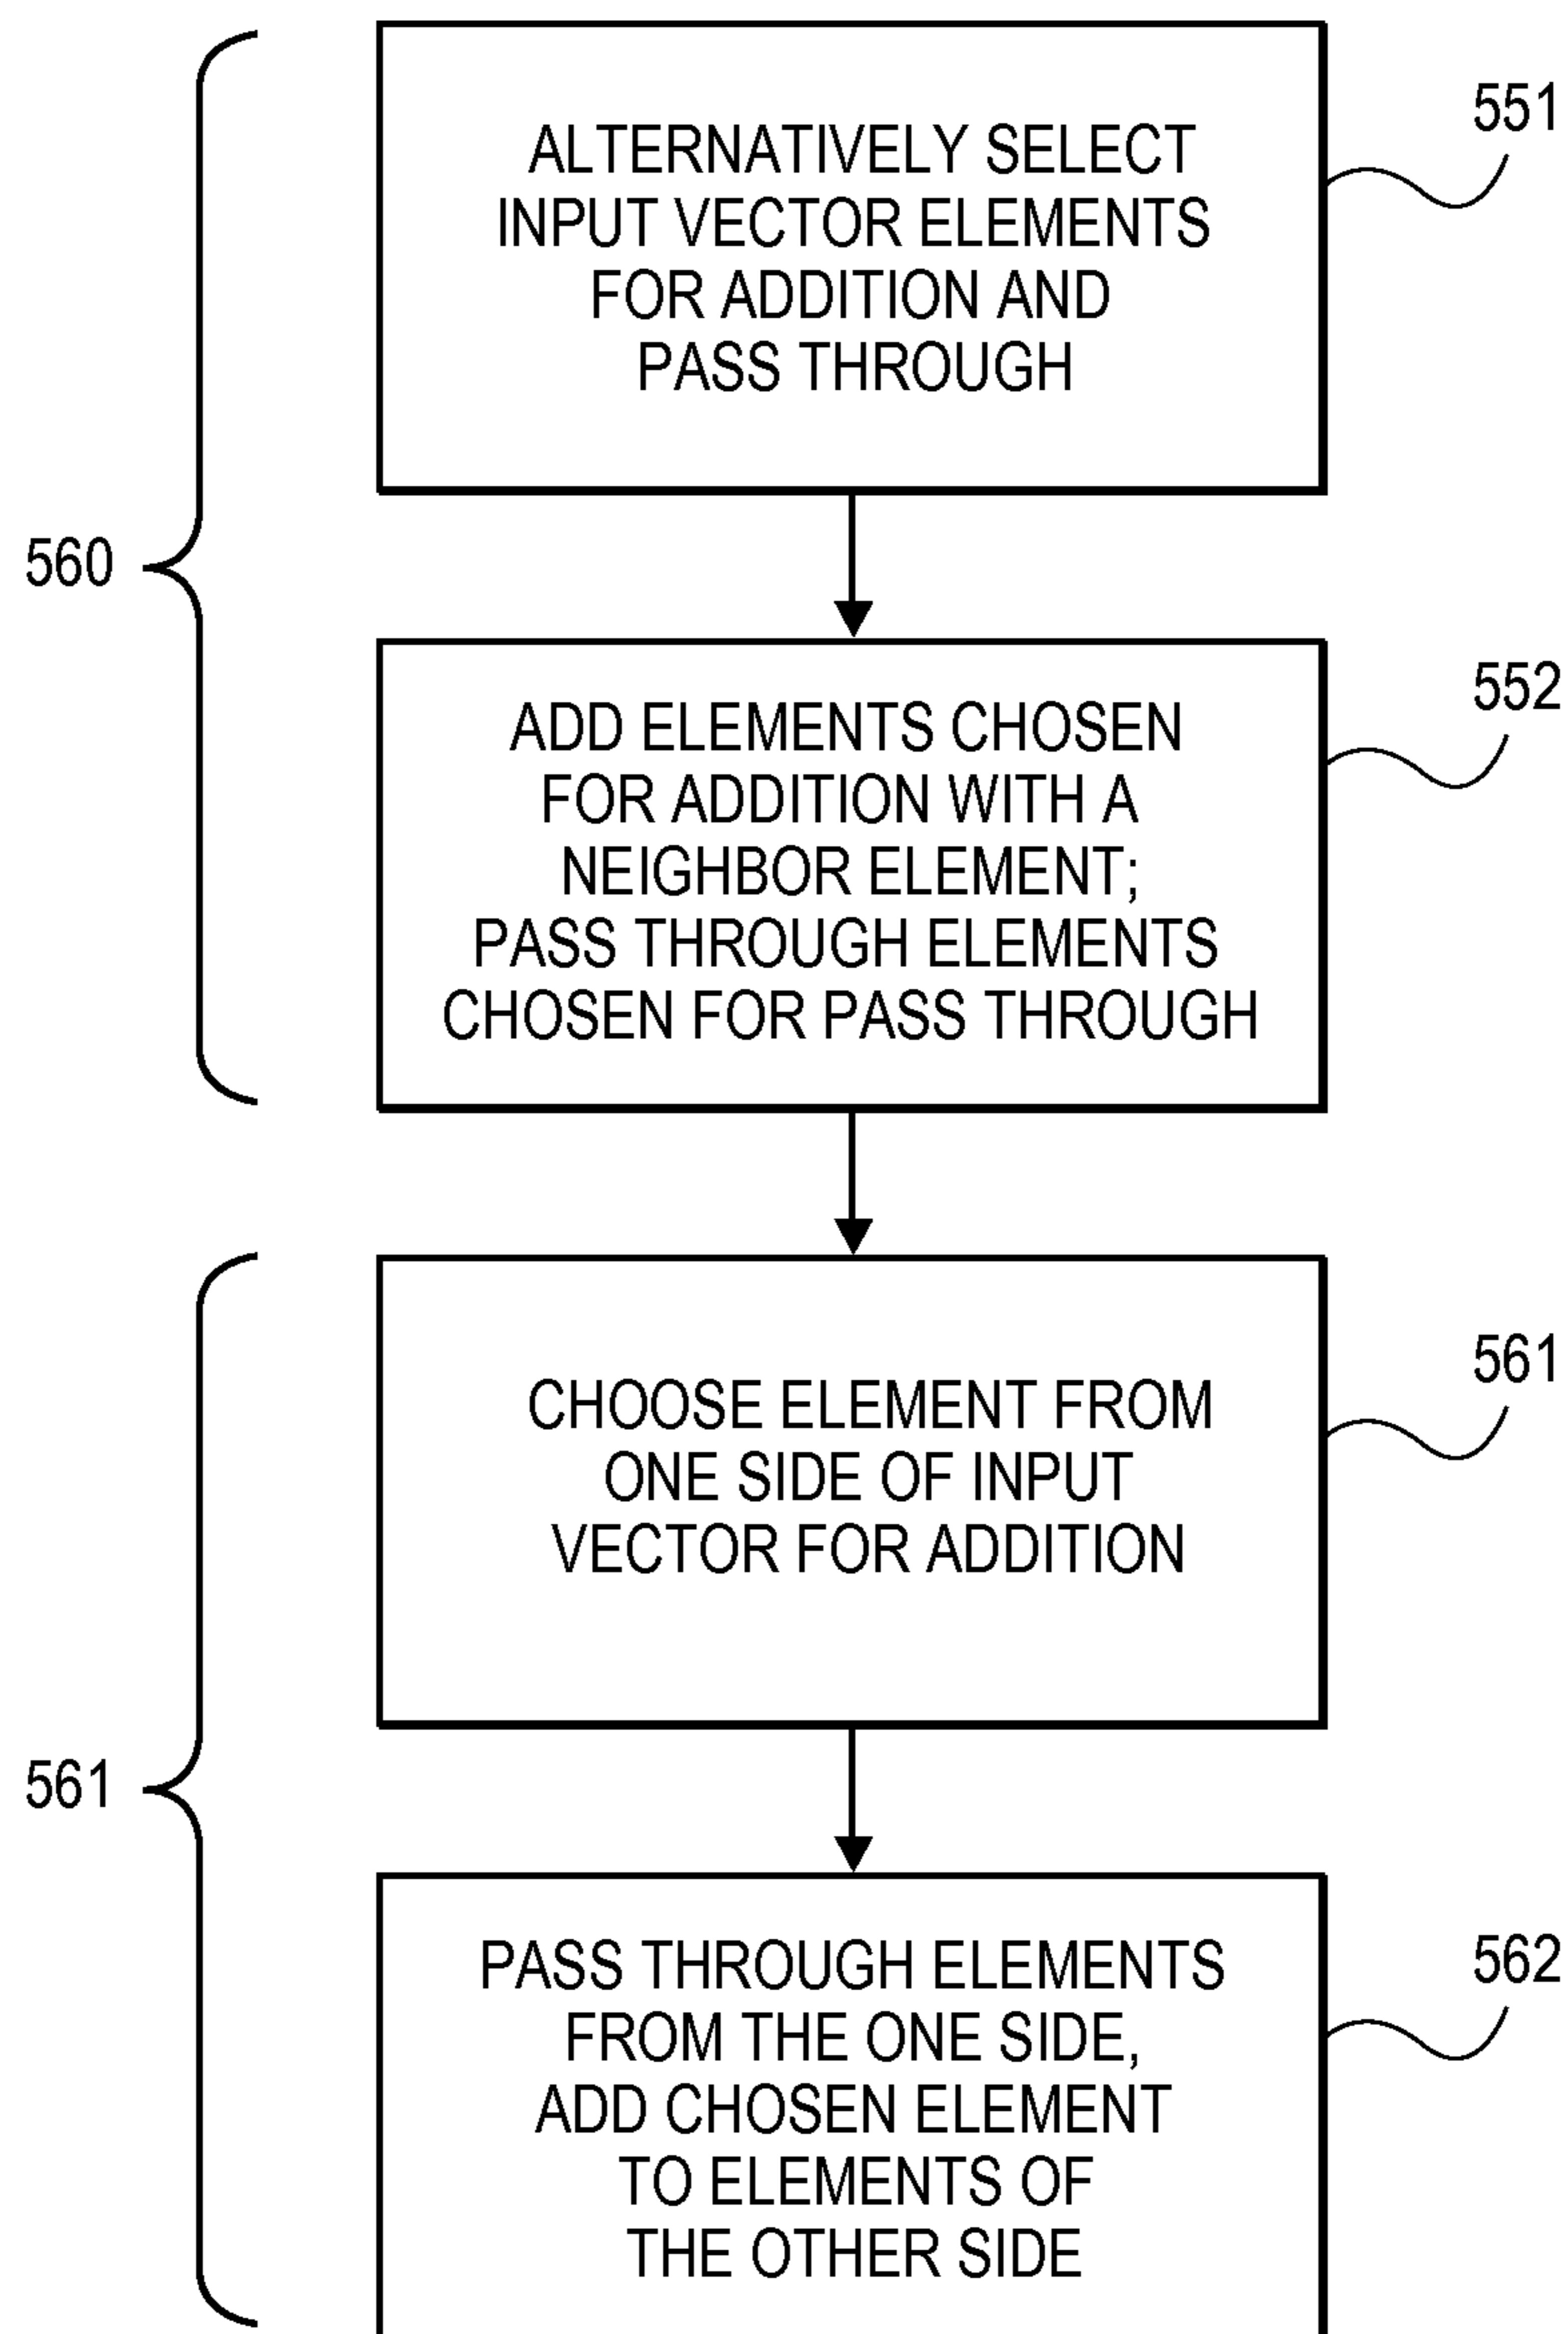 551
ALTERNATIVELY SELECT
INPUT VECTOR ELEMENTS
FOR ADDITION AND
PASS THROUGH
560
552
ADD ELEMENTS CHOSEN
FOR ADDITION WITH A
NEIGHBOR ELEMENT;
PASS THROUGH ELEMENTS
CHOSEN FOR PASS THROUGH
561
CHOOSE ELEMENT FROM
ONE SIDE OF INPUT
VECTOR FOR ADDITION
561
562
PASS THROUGH ELEMENTS
FROM THE ONE SIDE,
ADD CHOSEN ELEMENT
TO ELEMENTS OF
THE OTHER SIDE